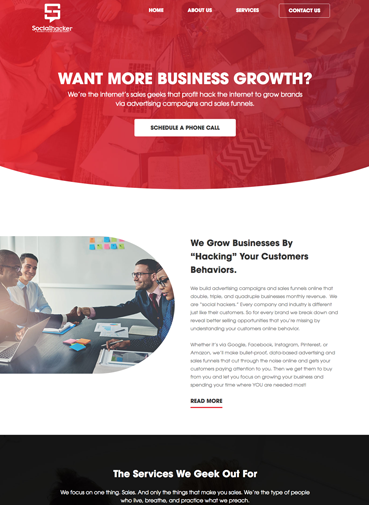 HOME
ABOUT US
SERVICES
CONTACT US
Socialhacker
WANT MORE BUSINESS GROWTH?
We're the Internet's sales geeks that profit hack the Internet to grow brands
via advertising campaigns and sales funnels.
SCHEDULE A PHONE CALL
We Grow Businesses By
"Hacking" Your Customers
Behaviors.
We build advertising campaigns and sales funnels online that
double, triple, and quadruple businesses monthly revenue. We
are "social hackers." Every company and industry is different
just like their customers. So for every brand we break down and
reveal better selling opportunities that you're missing by
understanding your customers online behavior.
Whether it's via Google, Facebook, Instagram, Pinterest, or
Amazon, we'll make bullet-proof, data-based advertising and
sales funnels that cut through the noise online and gets your
customers paying attention to you. Then we get them to buy
from you and let you focus on growing your business and
spending your time where YOU are needed most!
READ MORE
The Services We Geek Out For
We focus on one thing. Sales. And only the things that make you sales. We're the type of people
who live, breathe, and practice what we preach.